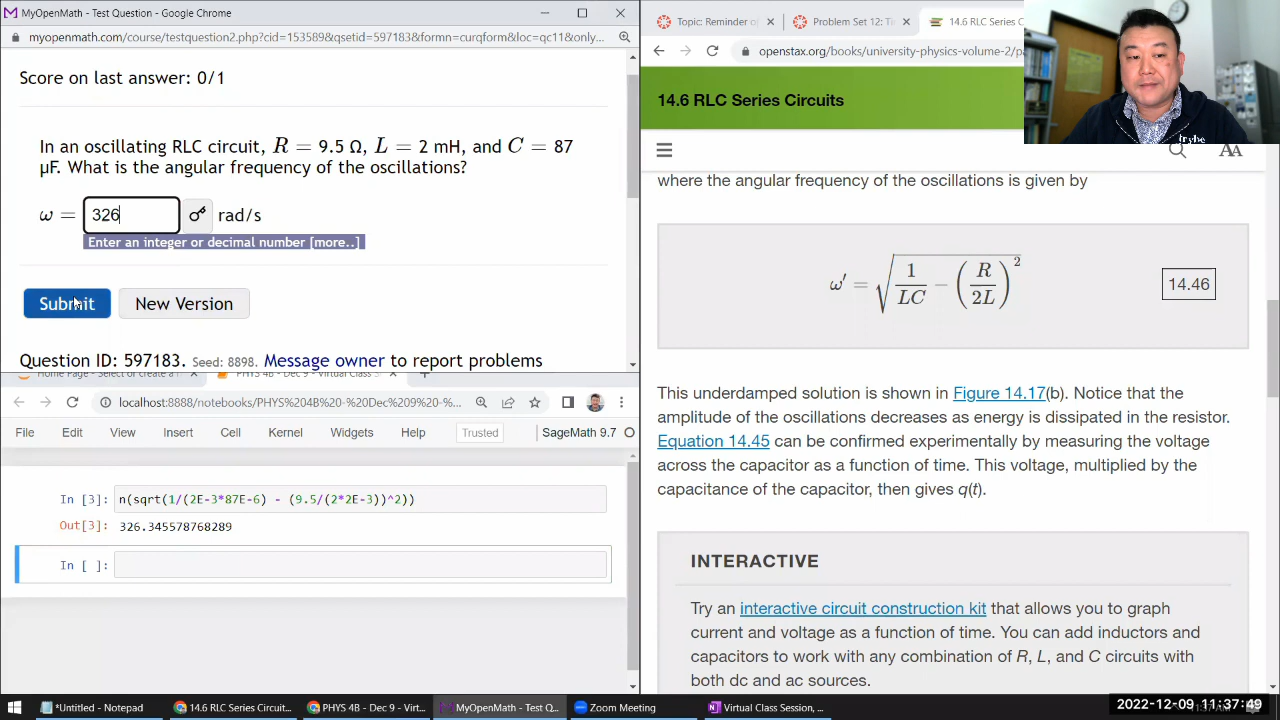 MyOpenMath - Test Question - Google Chrome
myopenmath.com/course/testquestion2.php?cid=153589&qsetid=597183&formn=curqform&loc=qc11&only...
Score on last answer: 0/1
In an oscillating RLC circuit, R = 9.5 Ω, L = 2 mH, and C = 87
μF. What is the angular frequency of the oscillations?
ω = 326 rad/s
Enter an integer or decimal number [more..]
Submit
New Version
Question ID: 597183. Seed: 8898. Message owner to report problems
Home Page - Select or create a
PHYS 4B - Dec 9 - Virtual Class S
localhost:8888/notebooks/PHYS%204B%20-%20Dec%209%20-%...
File Edit View Insert Cell Kernel Widgets Help Trusted SageMath 9.7
In [3]: n(sqrt(1/(2E-3*87E-6) - (9.5/(2*2E-3))^2))
Out[3]: 326.345578768289
In [ ]:
Topic: Reminder o
Problem Set 12: Ti
14.6 RLC Series C
openstax.org/books/university-physics-volume-2/p
14.6 RLC Series Circuits
AA
where the angular frequency of the oscillations is given by
ω′ = √(1/LC − (R/2L)²)
14.46
This underdamped solution is shown in Figure 14.17(b). Notice that the
amplitude of the oscillations decreases as energy is dissipated in the resistor.
Equation 14.45 can be confirmed experimentally by measuring the voltage
across the capacitor as a function of time. This voltage, multiplied by the
capacitance of the capacitor, then gives q(t).
INTERACTIVE
Try an interactive circuit construction kit that allows you to graph
current and voltage as a function of time. You can add inductors and
capacitors to work with any combination of R, L, and C circuits with
both dc and ac sources.
*Untitled - Notepad
14.6 RLC Series Circuit...
PHYS 4B - Dec 9 - Virt...
MyOpenMath - Test Q...
Zoom Meeting
Virtual Class Session, ...
2022-12-09 11:37:49